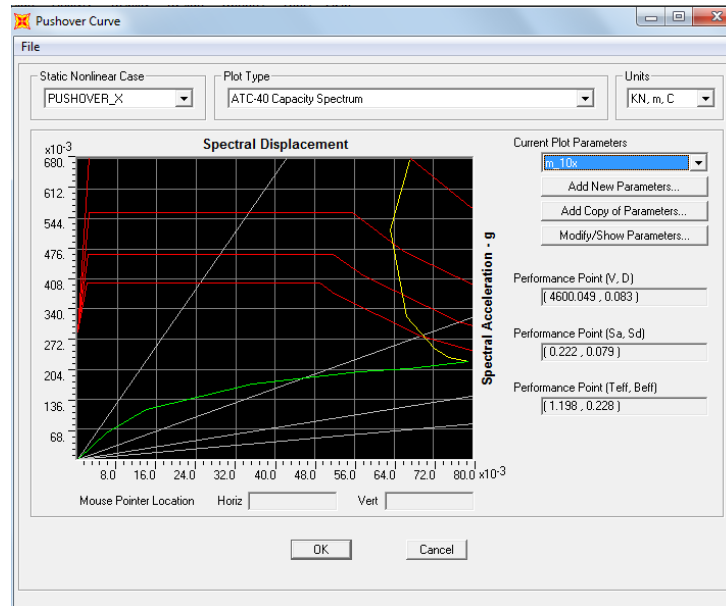 Pushover Curve
File
Static Nonlinear Case
PUSHOVER_X
Plot Type
ATC-40 Capacity Spectrum
Units
KN, m, C
Spectral Displacement
x10-3
680.
612.
544.
476.
408.
340.
272.
204.
136.
68.
8.0 16.0 24.0 32.0 40.0 48.0 56.0 64.0 72.0 80.0 x10-3
Spectral Acceleration - g
Mouse Pointer Location Horiz Vert
Current Plot Parameters
m_10x
Add New Parameters...
Add Copy of Parameters...
Modify/Show Parameters...
Performance Point (V, D)
( 4600.049 , 0.083 )
Performance Point (Sa, Sd)
( 0.222 , 0.079 )
Performance Point (Teff, Beff)
( 1.198 , 0.228 )
OK Cancel